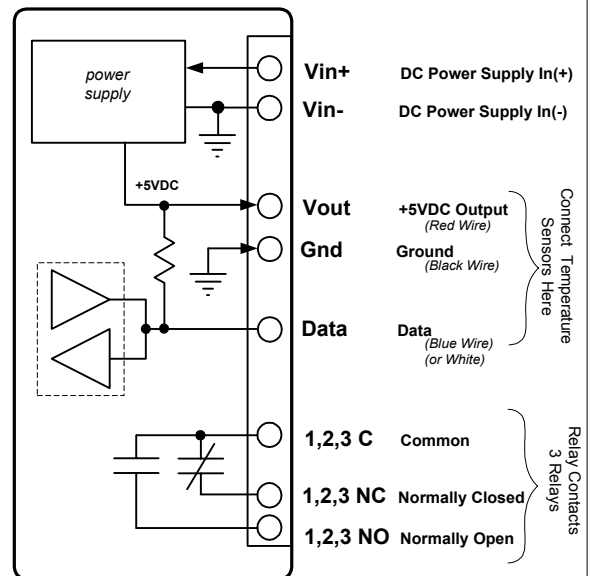 power
supply
Vin+ DC Power Supply In(+)
Vin- DC Power Supply In(-)
+5VDC
Vout +5VDC Output
(Red Wire)
Gnd Ground
(Black Wire)
Data Data
(Blue Wire)
(or White)
Connect Temperature
Sensors Here
1,2,3 C Common
1,2,3 NC Normally Closed
1,2,3 NO Normally Open
Relay Contacts
3 Relays